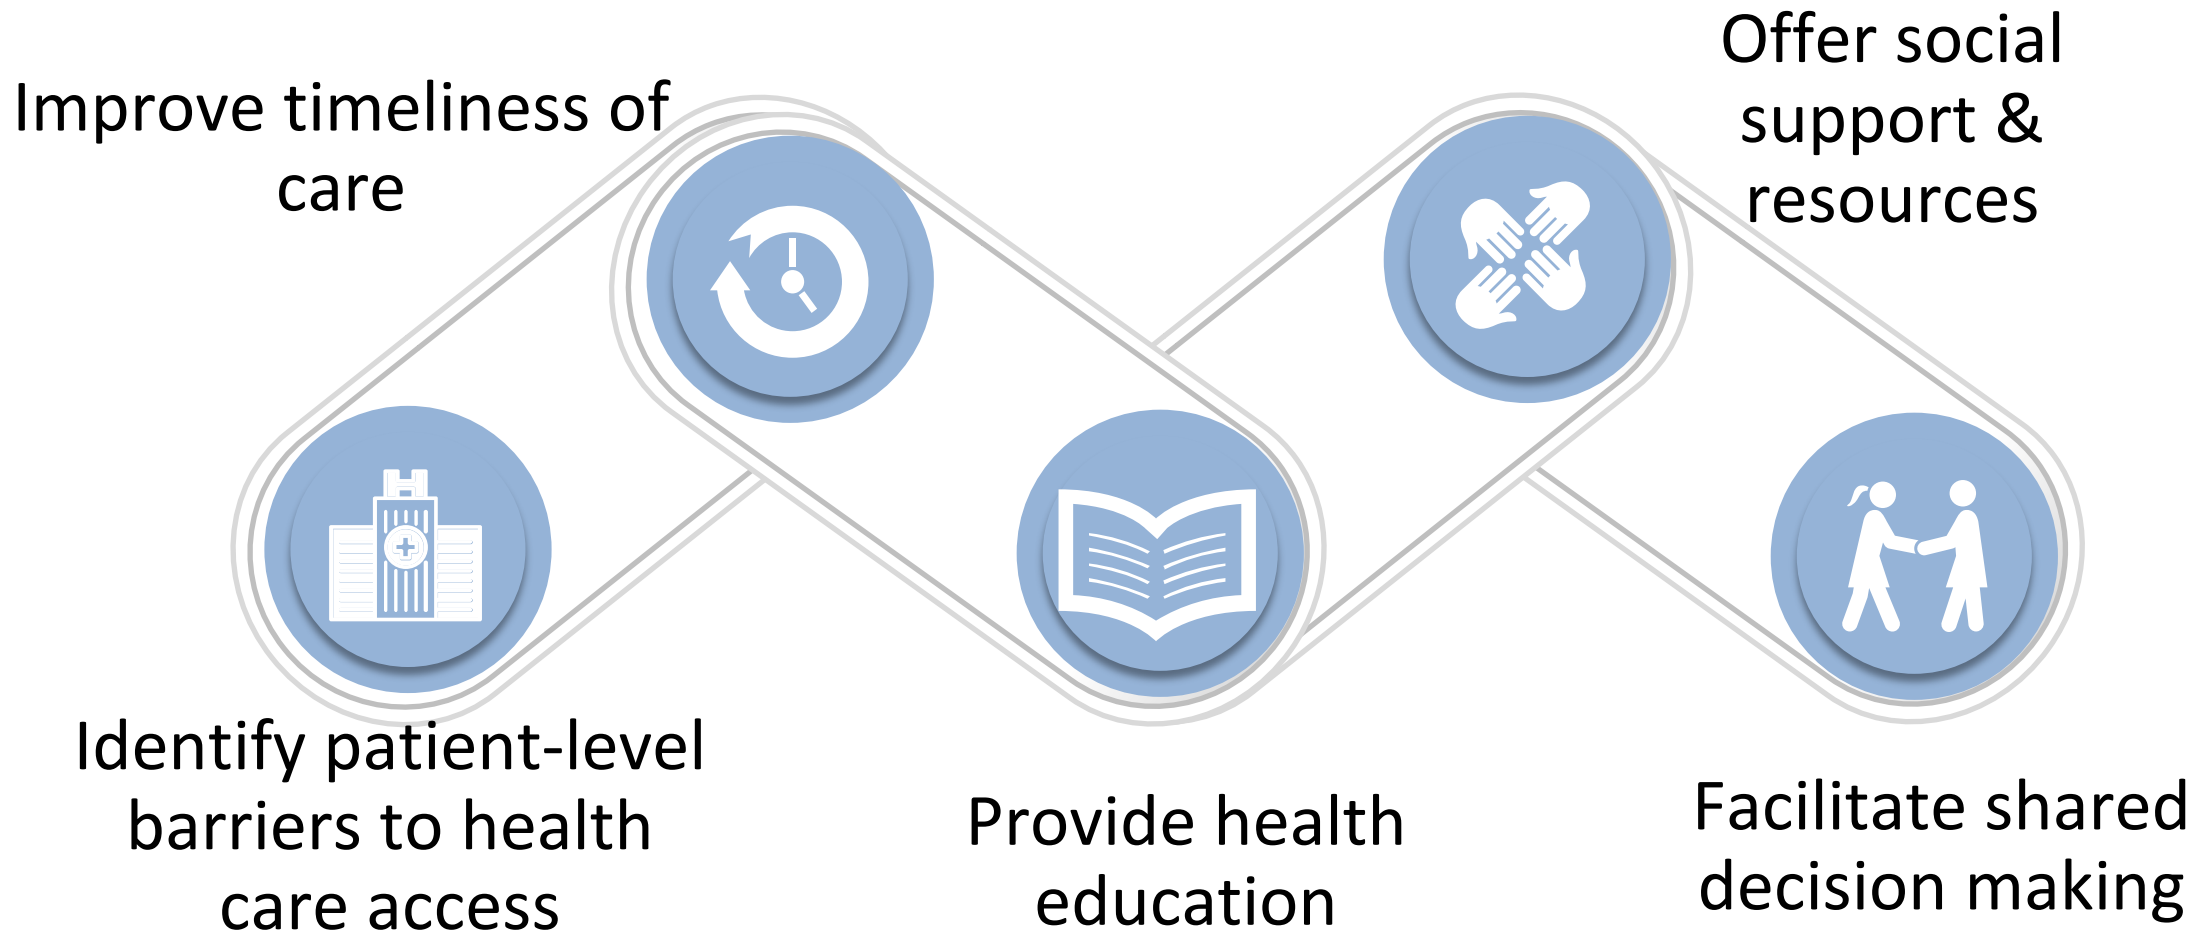 Improve timeliness of
care
Offer social
support &
resources
Identify patient-level
barriers to health
care access
Provide health
education
Facilitate shared
decision making